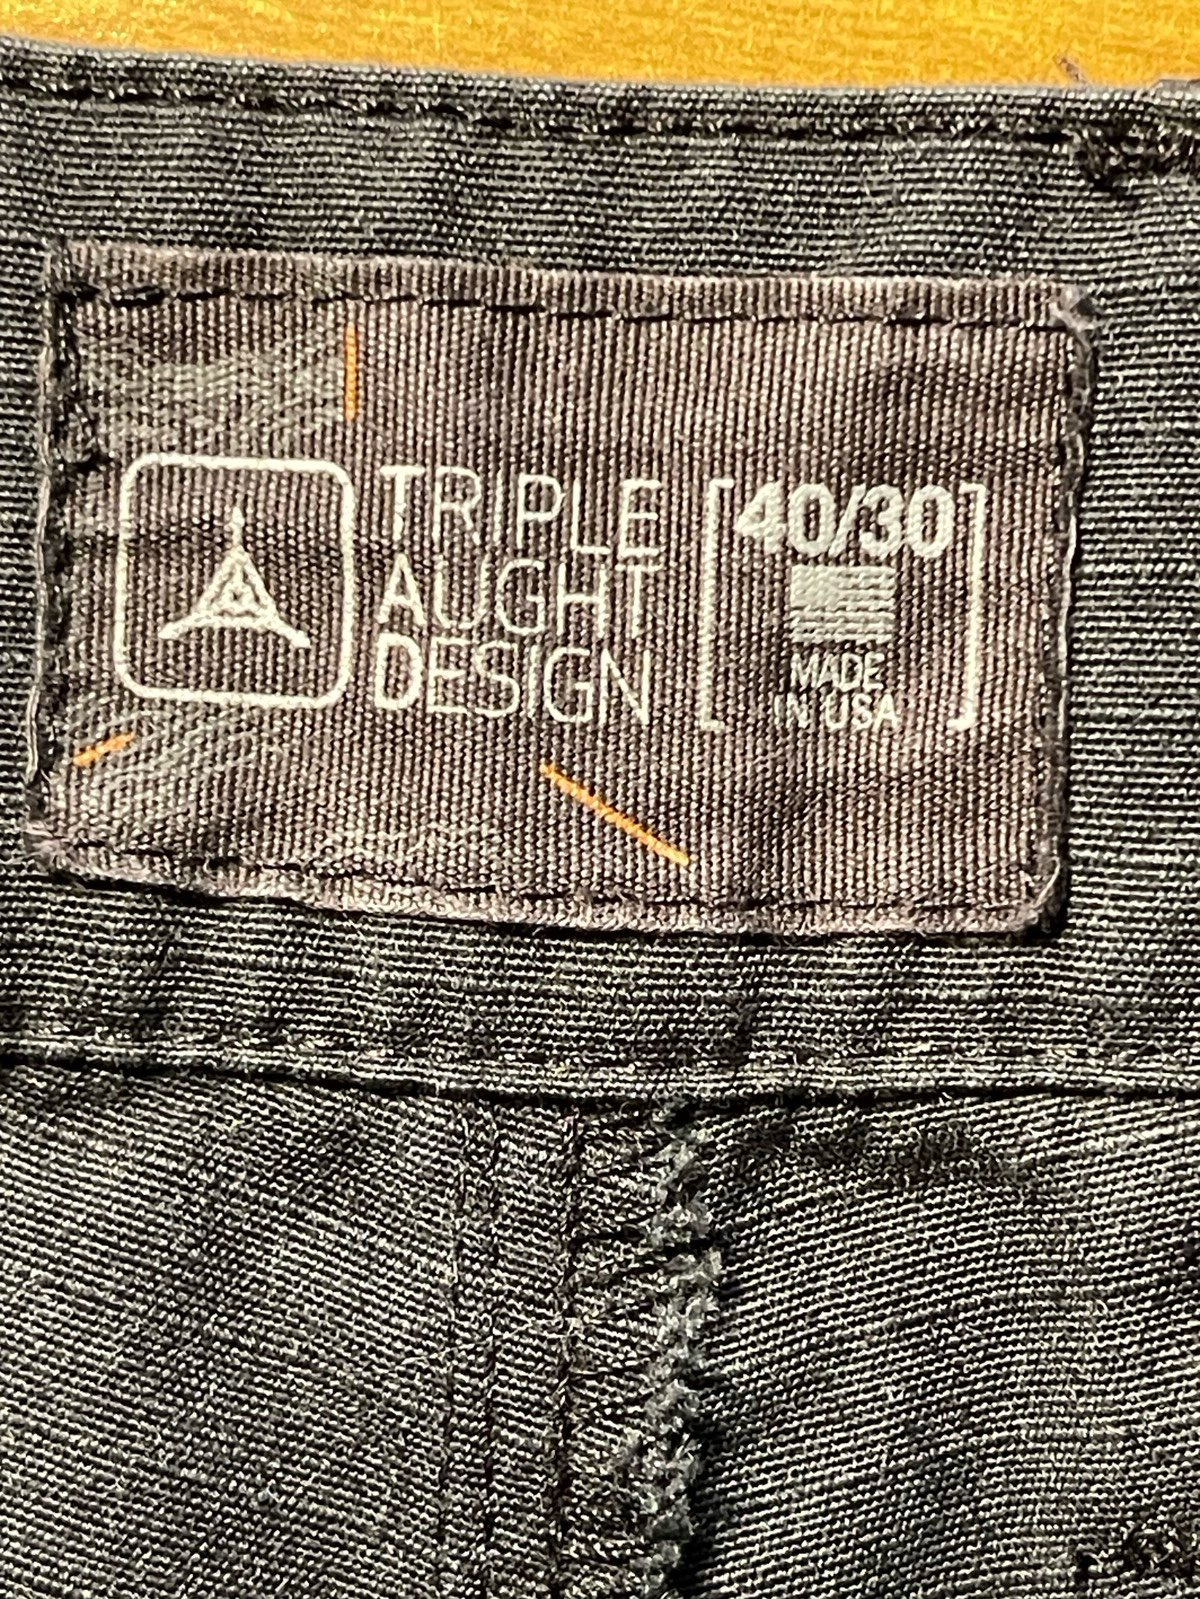 TRIPLE
AUGHT
DESIGN
[40/30
MADE
IN USA]